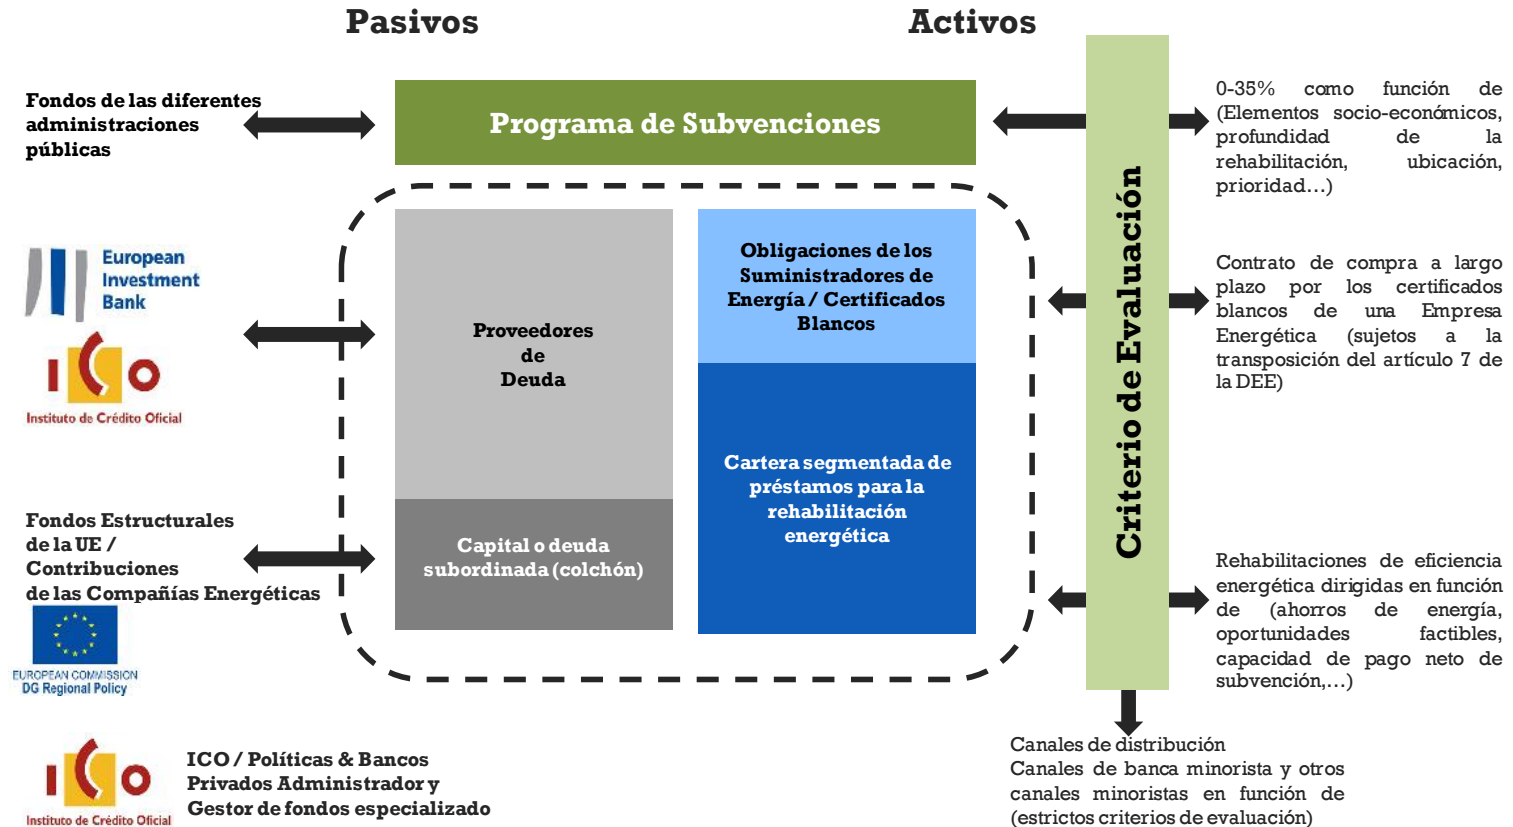 Pasivos
Activos
Fondos de las diferentes
administraciones
públicas
Programa de Subvenciones
0-35% como función de
(Elementos socio-económicos,
profundidad de la
rehabilitación, ubicación,
prioridad...)
European
Investment
Bank
ICO
Instituto de Crédito Oficial
Proveedores
de
Deuda
Obligaciones de los
Suministradores de
Energía / Certificados
Blancos
Criterio de Evaluación
Contrato de compra a largo
plazo por los certificados
blancos de una Empresa
Energética (sujetos a la
transposición del artículo 7 de
la DEE)
Cartera segmentada de
préstamos para la
rehabilitación
energética
Fondos Estructurales
de la UE /
Contribuciones
de las Compañías Energéticas
EUROPEAN COMMISSION
DG Regional Policy
Capital o deuda
subordinada (colchón)
Rehabilitaciones de eficiencia
energética dirigidas en función
de (ahorros de energía,
oportunidades factibles,
capacidad de pago neto de
subvención,...)
ICO
Instituto de Crédito Oficial
ICO / Políticas & Bancos
Privados Administrador y
Gestor de fondos especializado
Canales de distribución
Canales de banca minorista y otros
canales minoristas en función de
(estrictos criterios de evaluación)